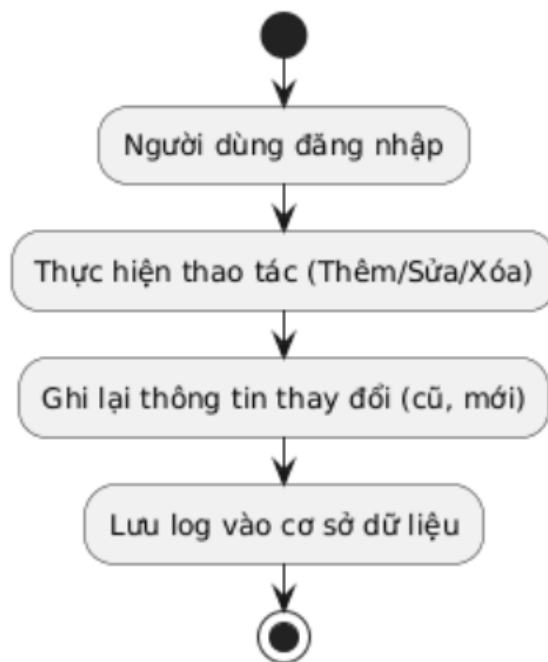 Người dùng đăng nhập
Thực hiện thao tác (Thêm/Sửa/Xóa)
Ghi lại thông tin thay đổi (cũ, mới)
Lưu log vào cơ sở dữ liệu